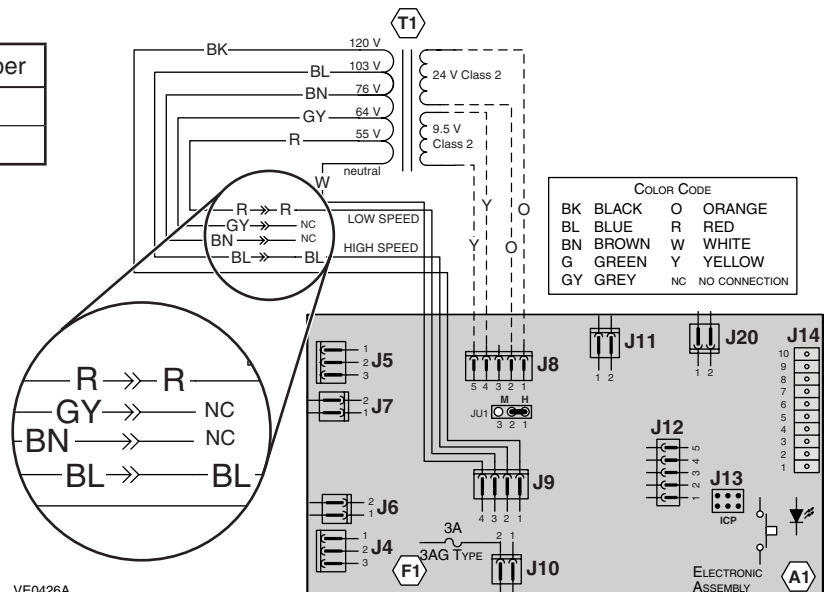 T1
BK
120 V
BL
103 V
BN
76 V
GY
64 V
R
55 V
neutral
24 V Class 2
9.5 V
Class 2
W
R R
GY NC
BN NC
BL BL
LOW SPEED
HIGH SPEED
Y
O
Y
O
COLOR CODE
BK BLACK O ORANGE
BL BLUE R RED
BN BROWN W WHITE
G GREEN Y YELLOW
GY GREY NC NO CONNECTION
R R
GY NC
BN NC
BL BL
J5
1
2
3
J7
2
1
J6
2
1
J4
1
2
3
J8
5 4 3 2 1
M H
JU1
3 2 1
J9
4 3 2 1
3A
3AG TYPE
F1
2 1
J10
J11
1 2
J20
1 2
J14
10
9
8
7
6
5
4
3
2
1
J12
5
4
3
2
1
J13
ICP
ELECTRONIC
ASSEMBLY
A1
VE0426A